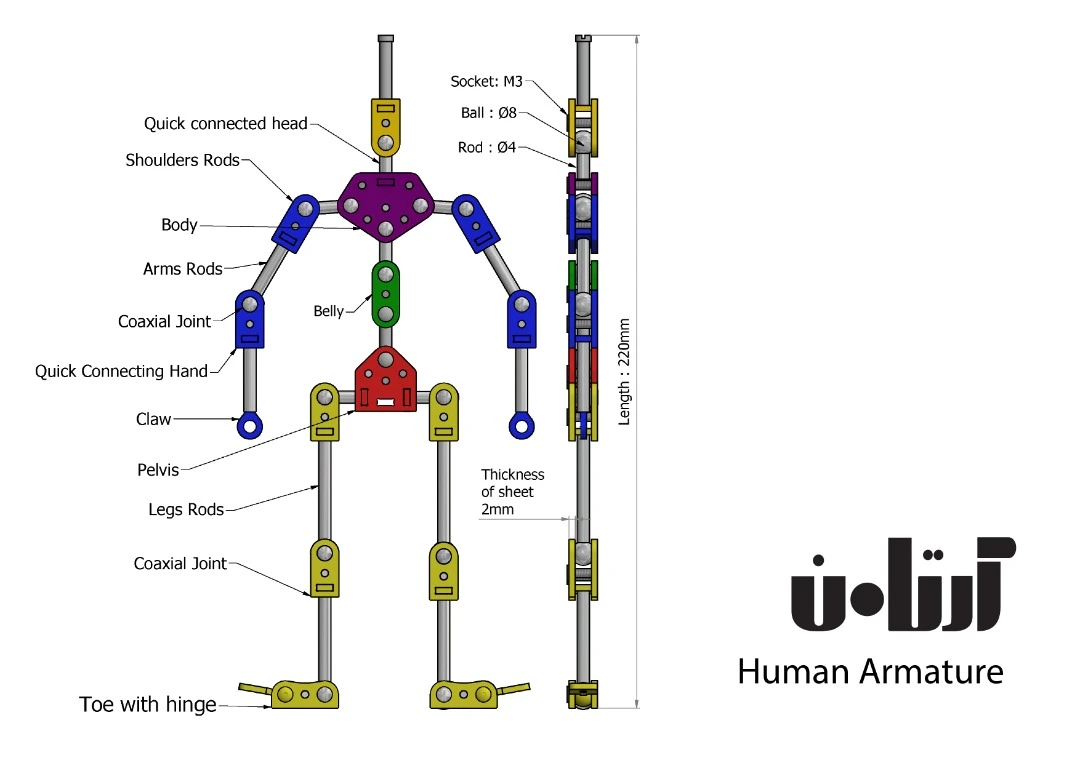 Quick connected head
Shoulders Rods
Body
Arms Rods
Coaxial Joint
Quick Connecting Hand
Claw
Pelvis
Legs Rods
Coaxial Joint
Toe with hinge
Belly
Socket: M3
Ball : Ø8
Rod : Ø4
Length : 220mm
Thickness
of sheet
2mm
آرتامن
Human Armature